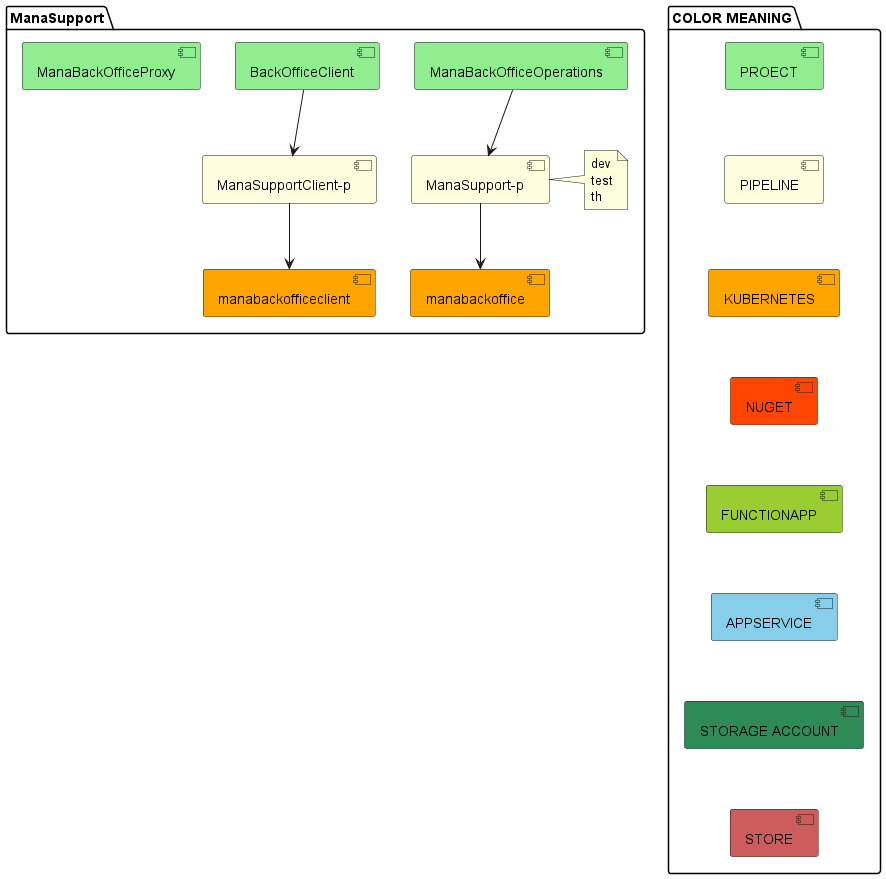 ManaSupport
ManaBackOfficeProxy
BackOfficeClient
ManaBackOfficeOperations
ManaSupportClient-p
ManaSupport-p
dev
test
th
manabackofficeclient
manabackoffice
COLOR MEANING
PROECT
PIPELINE
KUBERNETES
NUGET
FUNCTIONAPP
APPSERVICE
STORAGE ACCOUNT
STORE